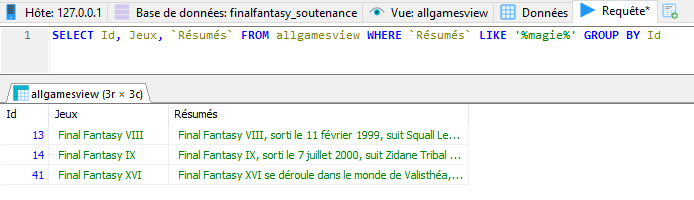 Hôte: 127.0.0.1 Base de données: finalfantasy_soutenance Vue: allgamesview Données Requête*
1 SELECT Id, Jeux, `Résumés` FROM allgamesview WHERE `Résumés` LIKE '%magie%' GROUP BY Id
allgamesview (3r × 3c)
Id Jeux Résumés
13 Final Fantasy VIII Final Fantasy VIII, sorti le 11 février 1999, suit Squall Le...
14 Final Fantasy IX Final Fantasy IX, sorti le 7 juillet 2000, suit Zidane Tribal ...
41 Final Fantasy XVI Final Fantasy XVI se déroule dans le monde de Valisthéa,...